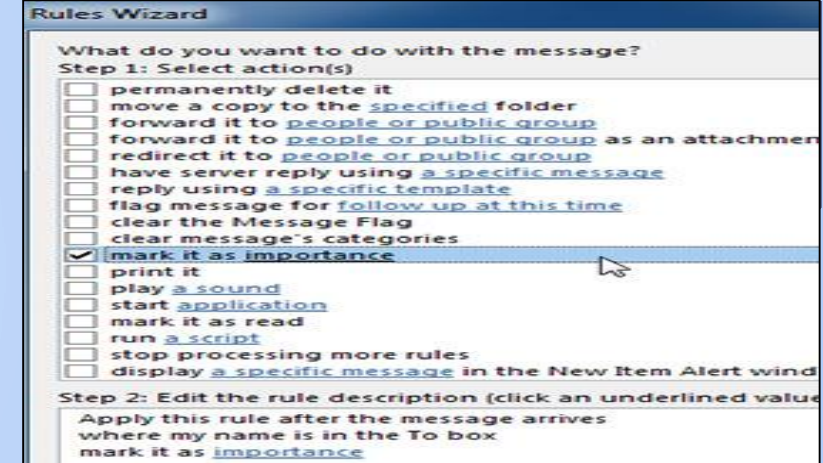 Rules Wizard
What do you want to do with the message?
Step 1: Select action(s)
permanently delete it
move a copy to the specified folder
forward it to people or public group
forward it to people or public group as an attachmen
redirect it to people or public group
have server reply using a specific message
reply using a specific template
flag message for follow up at this time
clear the Message Flag
clear message's categories
mark it as importance
print it
play a sound
start application
mark it as read
run a script
stop processing more rules
display a specific message in the New Item Alert wind
Step 2: Edit the rule description (click an underlined value
Apply this rule after the message arrives
where my name is in the To box
mark it as importance